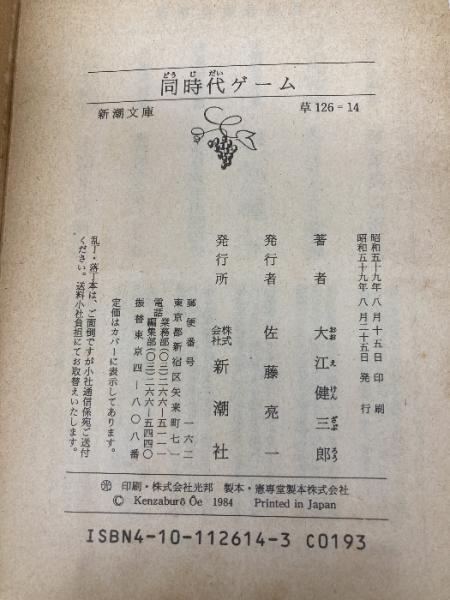 どうじだい
同時代ゲーム
新潮文庫
草126=14
昭和五十九年八月十五日 印刷
昭和五十九年八月二十五日 発行
著者 大江健三郎
おおえけんざぶろう
発行者 佐藤亮一
発行所 株式会社 新潮社
郵便番号 一六二
東京都新宿区矢来町七一
電話 業務部(〇三)二六六―五一一一
編集部(〇三)二六六―五四四〇
振替東京四―八〇八番
定価はカバーに表示してあります。
乱丁・落丁本は、ご面倒ですが小社通信係宛ご送付
ください。送料小社負担にてお取替えいたします。
印刷・株式会社光邦 製本・憲専堂製本株式会社
© Kenzaburō Ōe 1984 Printed in Japan
ISBN4-10-112614-3 C0193